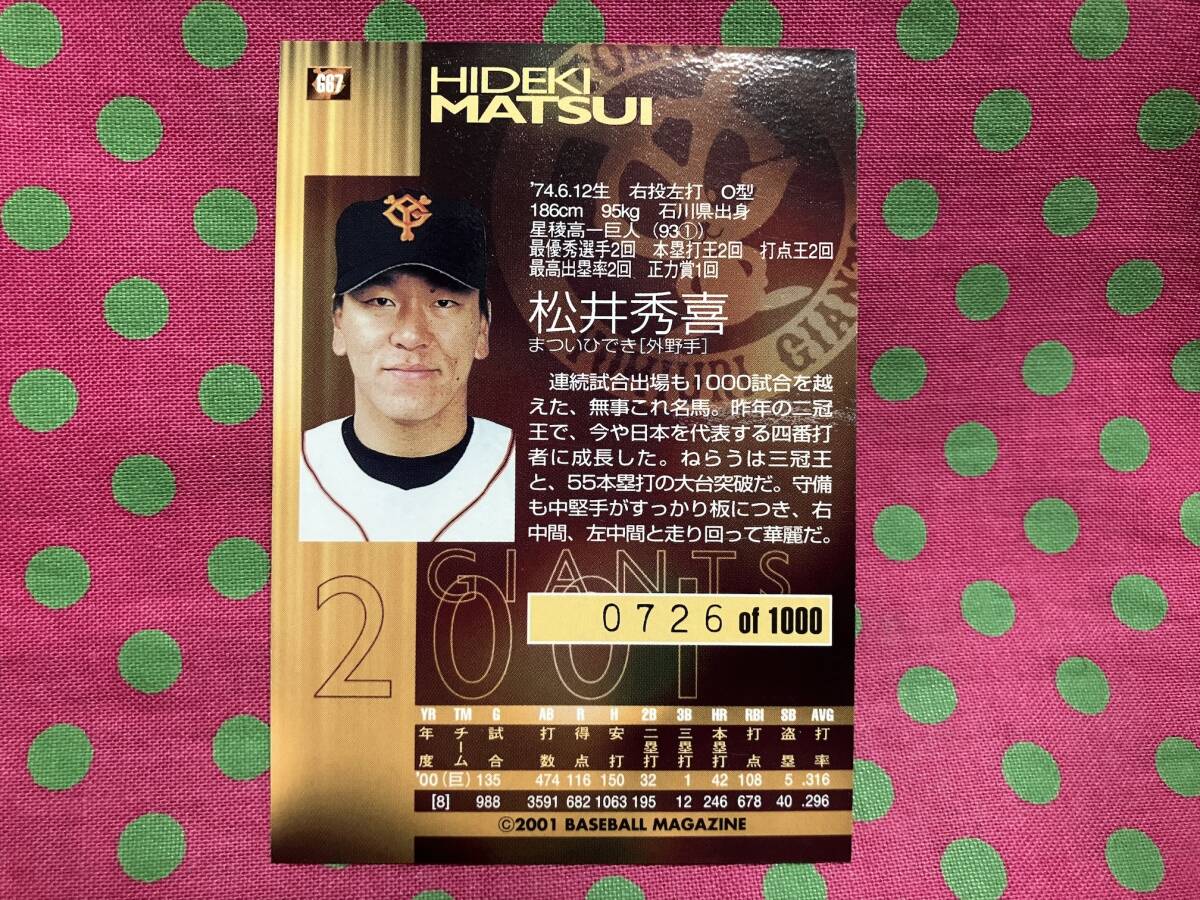 G87
HIDEKI
MATSUI
'74.6.12生 右投左打 O型
186cm 95kg 石川県出身
星稜高ー巨人（93①）
最優秀選手2回 本塁打王2回 打点王2回
最高出塁率2回 正力賞1回
松井秀喜
まついひでき[外野手]
連続試合出場も1000試合を越
えた、無事これ名馬。昨年の二冠
王で、今や日本を代表する四番打
者に成長した。ねらうは三冠王
と、55本塁打の大台突破だ。守備
も中堅手がすっかり板につき、右
中間、左中間と走り回って華麗だ。
GIANTS
2001
0726 of 1000
YR TM G AB R H 2B 3B HR RBI SB AVG
年度 チーム 試合 打数 得点 安打 二塁打 三塁打 本塁打 打点 盗塁 打率
'00 (巨) 135 474 116 150 32 1 42 108 5 .316
[8] 988 3591 682 1063 195 12 246 678 40 .296
©2001 BASEBALL MAGAZINE
YOMIURI GIANTS